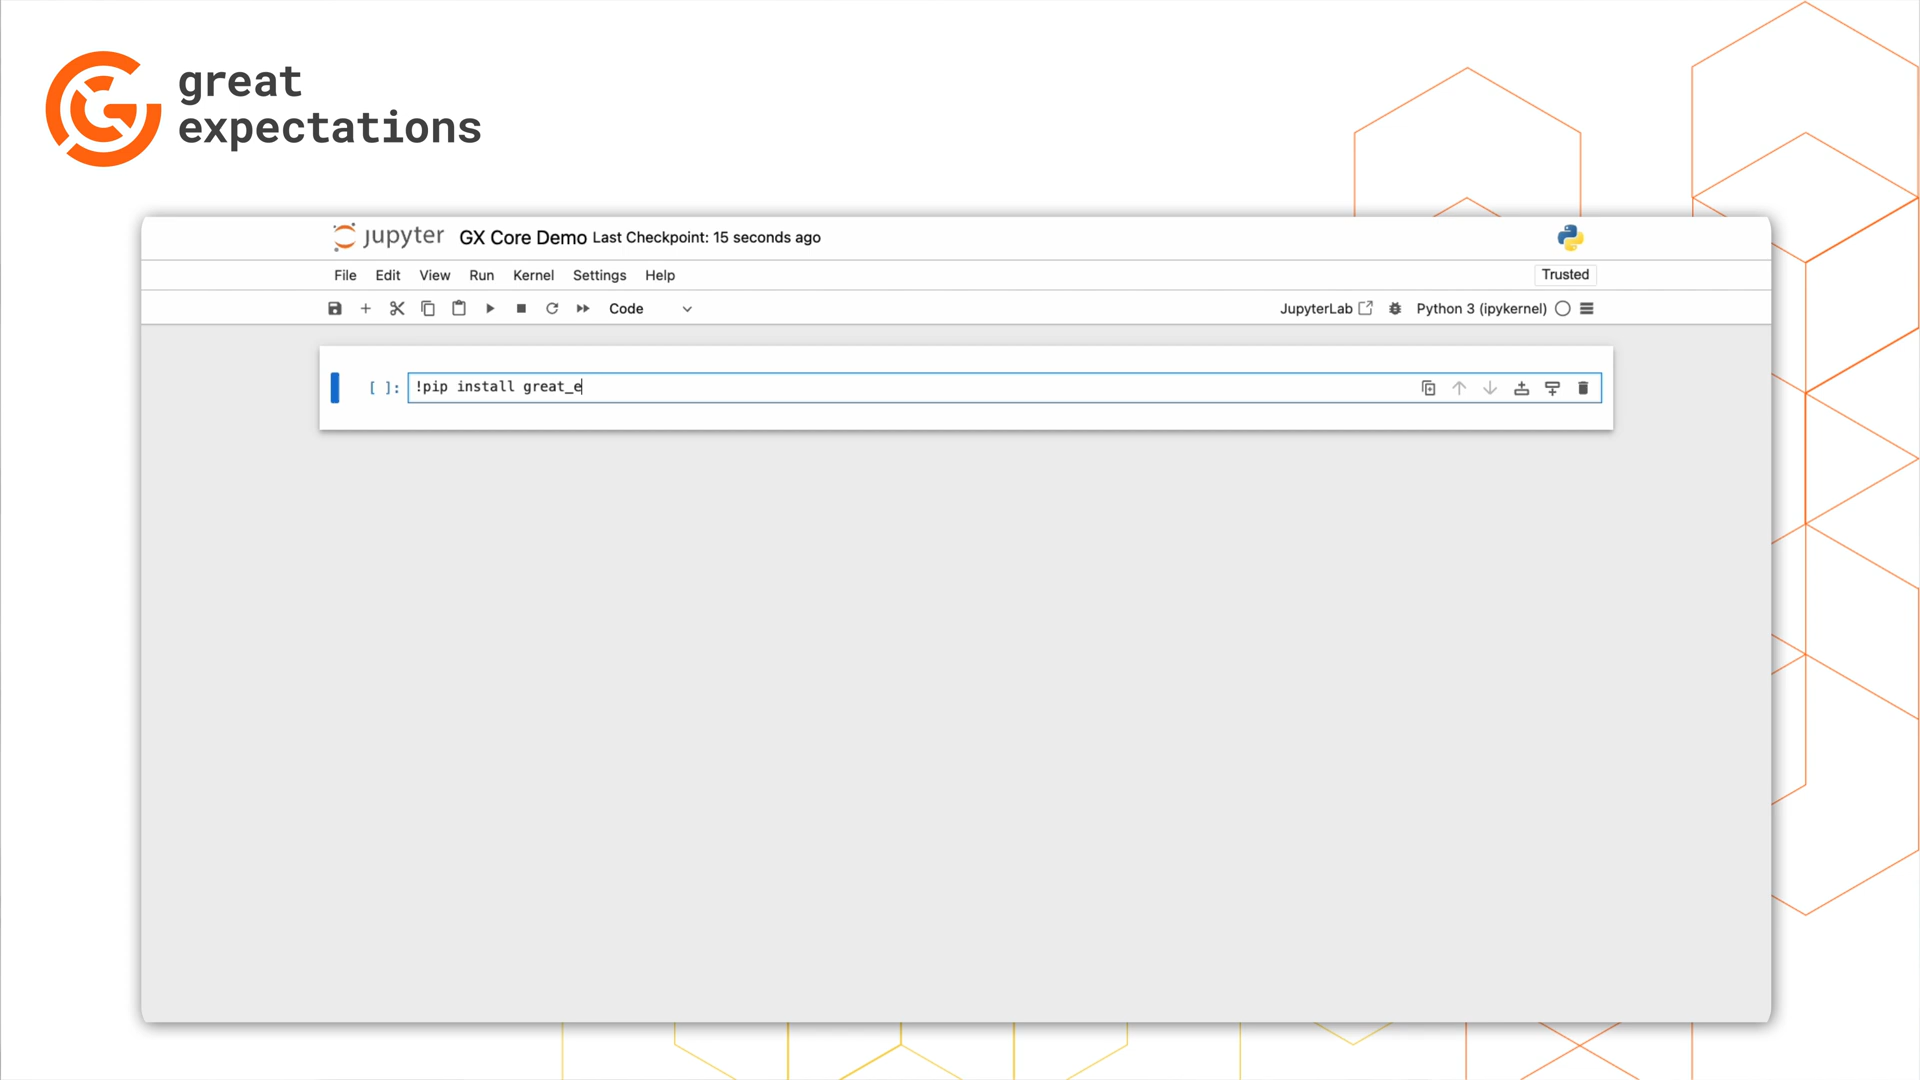 great
expectations
jupyter GX Core Demo Last Checkpoint: 15 seconds ago
File Edit View Run Kernel Settings Help Trusted
Code JupyterLab Python 3 (ipykernel)
[ ]: !pip install great_e